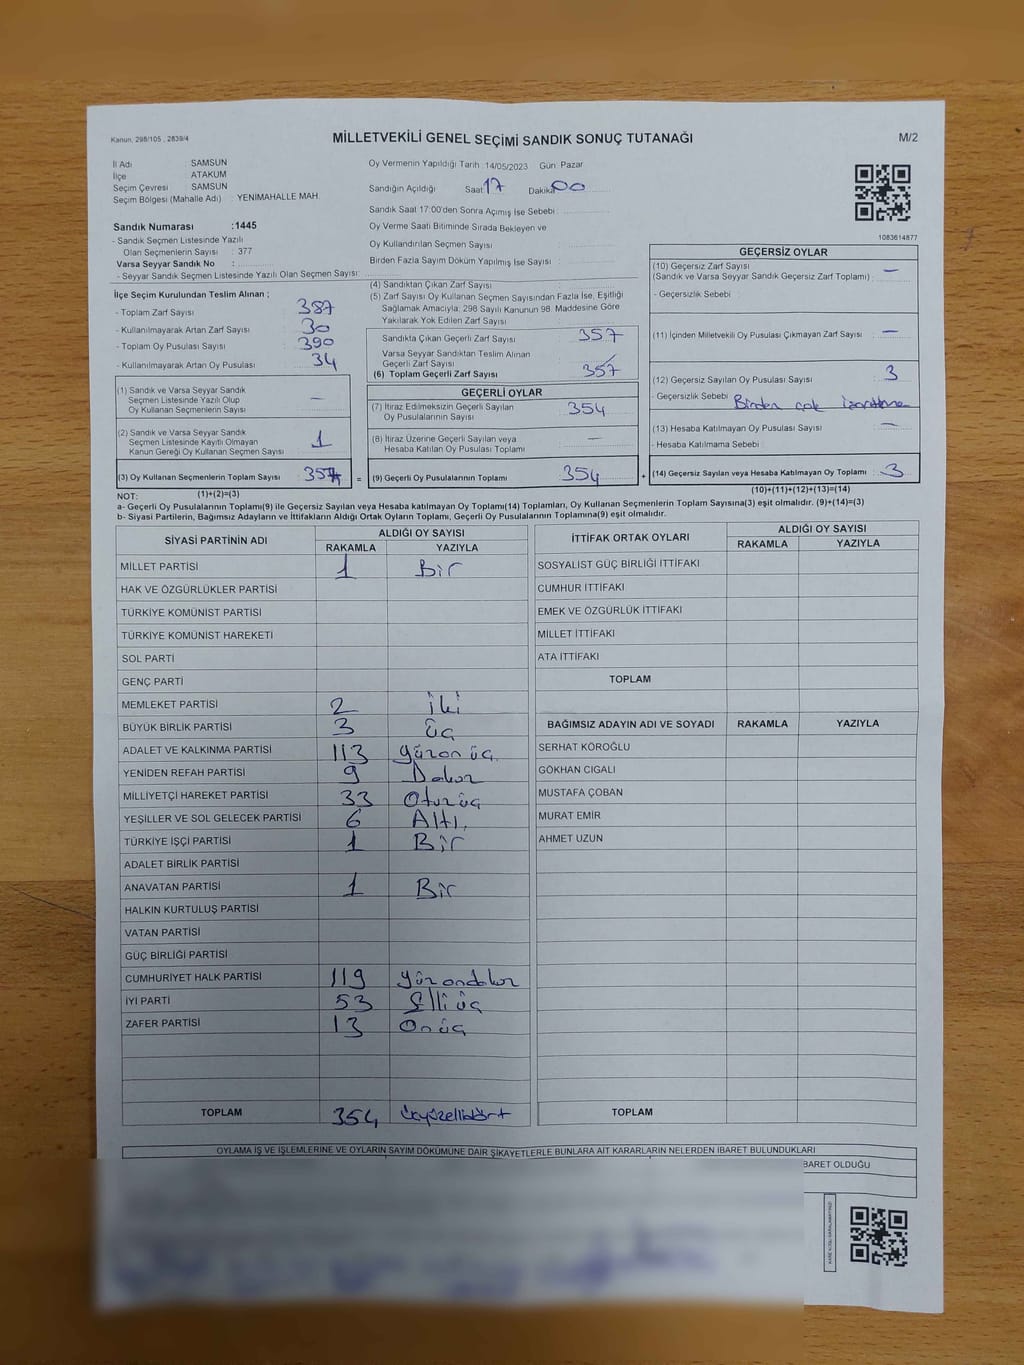 Kanun. 298/105 , 2839/4
MİLLETVEKİLİ GENEL SEÇİMİ SANDIK SONUÇ TUTANAĞI
M/2
İl Adı : SAMSUN
İlçe : ATAKUM
Seçim Çevresi : SAMSUN
Seçim Bölgesi (Mahalle Adı) : YENİMAHALLE MAH.
Oy Vermenin Yapıldığı Tarih :14/05/2023 Gün :Pazar
Sandığın Açıldığı Saat 17 Dakika 00
Sandık Saat 17:00'den Sonra Açımış İse Sebebi :
Sandık Numarası :1445
- Sandık Seçmen Listesinde Yazılı
Olan Seçmenlerin Sayısı : 377
Varsa Seyyar Sandık No :
- Seyyar Sandık Seçmen Listesinde Yazılı Olan Seçmen Sayısı:
Oy Verme Saati Bitiminde Sırada Bekleyen ve
Oy Kullandırılan Seçmen Sayısı :
Birden Fazla Sayım Döküm Yapılmış İse Sayısı :
1083614877
İlçe Seçim Kurulundan Teslim Alınan ;
- Toplam Zarf Sayısı : 387
- Kullanılmayarak Artan Zarf Sayısı : 30
- Toplam Oy Pusulası Sayısı : 390
- Kullanılmayarak Artan Oy Pusulası : 34
(1) Sandık ve Varsa Seyyar Sandık
Seçmen Listesinde Yazılı Olup
Oy Kullanan Seçmenlerin Sayısı : —
(2) Sandık ve Varsa Seyyar Sandık
Seçmen Listesinde Kayıtlı Olmayan
Kanun Gereği Oy Kullanan Seçmen Sayısı : 1
(3) Oy Kullanan Seçmenlerin Toplam Sayısı : 357 =
(4) Sandıktan Çıkan Zarf Sayısı :
(5) Zarf Sayısı Oy Kullanan Seçmen Sayısından Fazla İse, Eşitliği
Sağlamak Amacıyla; 298 Sayılı Kanunun 98. Maddesine Göre
Yakılarak Yok Edilen Zarf Sayısı :
Sandıkta Çıkan Geçerli Zarf Sayısı : 357
Varsa Seyyar Sandıktan Teslim Alınan
Geçerli Zarf Sayısı :
(6) Toplam Geçerli Zarf Sayısı : 357
GEÇERLİ OYLAR
(7) İtiraz Edilmeksizin Geçerli Sayılan
Oy Pusulalarının Sayısı : 354
(8) İtiraz Üzerine Geçerli Sayılan veya
Hesaba Katılan Oy Pusulası Toplamı : —
(9) Geçerli Oy Pusulalarının Toplamı : 354 +
GEÇERSİZ OYLAR
(10) Geçersiz Zarf Sayısı
(Sandık ve Varsa Seyyar Sandık Geçersiz Zarf Toplamı) : —
- Geçersizlik Sebebi :
(11) İçinden Milletvekili Oy Pusulası Çıkmayan Zarf Sayısı : —
(12) Geçersiz Sayılan Oy Pusulası Sayısı : 3
- Geçersizlik Sebebi : Birden çok
(13) Hesaba Katılmayan Oy Pusulası Sayısı : —
- Hesaba Katılmama Sebebi :
(14) Geçersiz Sayılan veya Hesaba Katılmayan Oy Toplamı : 3
NOT: (1)+(2)=(3)
(10)+(11)+(12)+(13)=(14)
a- Geçerli Oy Pusulalarının Toplamı(9) ile Geçersiz Sayılan veya Hesaba katılmayan Oy Toplamı(14) Toplamları, Oy Kullanan Seçmenlerin Toplam Sayısına(3) eşit olmalıdır. (9)+(14)=(3)
b- Siyasi Partilerin, Bağımsız Adayların ve İttifakların Aldığı Ortak Oyların Toplamı, Geçerli Oy Pusulalarının Toplamına(9) eşit olmalıdır.
SİYASİ PARTİNİN ADI ALDIĞI OY SAYISI
RAKAMLA YAZIYLA
MİLLET PARTİSİ 1 Bir
HAK VE ÖZGÜRLÜKLER PARTİSİ
TÜRKİYE KOMÜNİST PARTİSİ
TÜRKİYE KOMÜNİST HAREKETİ
SOL PARTİ
GENÇ PARTİ
MEMLEKET PARTİSİ 2 İki
BÜYÜK BİRLİK PARTİSİ 3 üç
ADALET VE KALKINMA PARTİSİ 113 yüzon üç
YENİDEN REFAH PARTİSİ 9 Dokuz
MİLLİYETÇİ HAREKET PARTİSİ 33 Otuzüç
YEŞİLLER VE SOL GELECEK PARTİSİ 6 Altı
TÜRKİYE İŞÇİ PARTİSİ 1 Bir
ADALET BİRLİK PARTİSİ
ANAVATAN PARTİSİ 1 Bir
HALKIN KURTULUŞ PARTİSİ
VATAN PARTİSİ
GÜÇ BİRLİĞİ PARTİSİ
CUMHURİYET HALK PARTİSİ 119 yüzondokuz
İYİ PARTİ 53 Elliüç
ZAFER PARTİSİ 13 Onüç
TOPLAM 354 üçyüzellidört
İTTİFAK ORTAK OYLARI ALDIĞI OY SAYISI
RAKAMLA YAZIYLA
SOSYALİST GÜÇ BİRLİĞİ İTTİFAKI
CUMHUR İTTİFAKI
EMEK VE ÖZGÜRLÜK İTTİFAKI
MİLLET İTTİFAKI
ATA İTTİFAKI
TOPLAM
BAĞIMSIZ ADAYIN ADI VE SOYADI RAKAMLA YAZIYLA
SERHAT KÖROĞLU
GÖKHAN CIGALI
MUSTAFA ÇOBAN
MURAT EMİR
AHMET UZUN
TOPLAM
OYLAMA İŞ VE İŞLEMLERİNE VE OYLARIN SAYIM DÖKÜMÜNE DAİR ŞİKAYETLERLE BUNLARA AİT KARARLARIN NELERDEN İBARET BULUNDUKLARI
BARET OLDUĞU